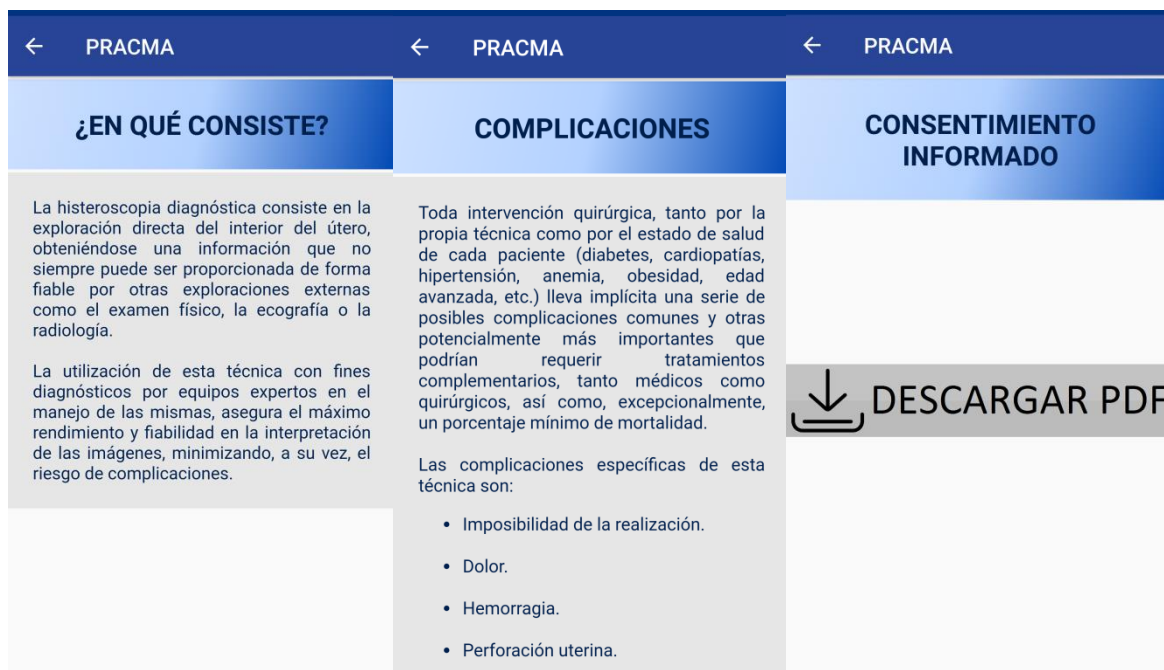 PRACMA
¿EN QUÉ CONSISTE?
La histeroscopia diagnóstica consiste en la
exploración directa del interior del útero,
obteniéndose una información que no
siempre puede ser proporcionada de forma
fiable por otras exploraciones externas
como el examen físico, la ecografía o la
radiología.
La utilización de esta técnica con fines
diagnósticos por equipos expertos en el
manejo de las mismas, asegura el máximo
rendimiento y fiabilidad en la interpretación
de las imágenes, minimizando, a su vez, el
riesgo de complicaciones.
PRACMA
COMPLICACIONES
Toda intervención quirúrgica, tanto por la
propia técnica como por el estado de salud
de cada paciente (diabetes, cardiopatías,
hipertensión, anemia, obesidad, edad
avanzada, etc.) lleva implícita una serie de
posibles complicaciones comunes y otras
potencialmente más importantes que
podrían requerir tratamientos
complementarios, tanto médicos como
quirúrgicos, así como, excepcionalmente,
un porcentaje mínimo de mortalidad.
Las complicaciones específicas de esta
técnica son:
• Imposibilidad de la realización.
• Dolor.
• Hemorragia.
• Perforación uterina.
PRACMA
CONSENTIMIENTO
INFORMADO
DESCARGAR PDF